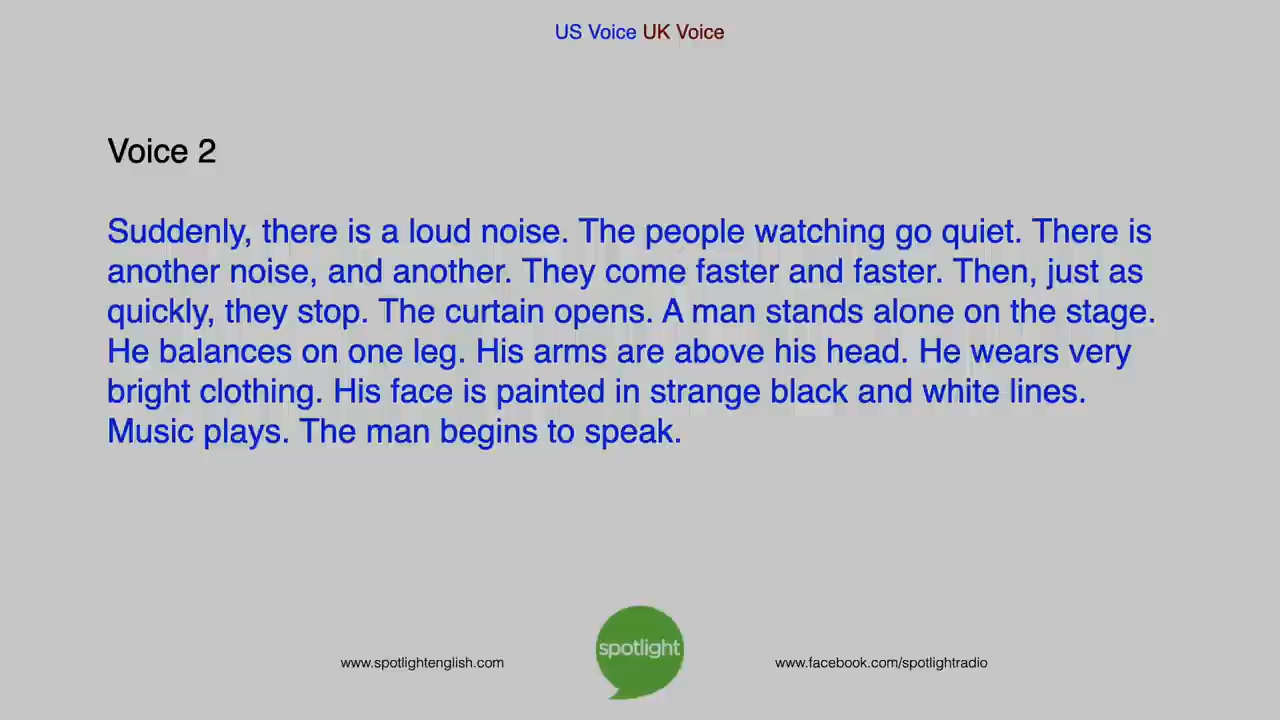 US Voice UK Voice
Voice 2
Suddenly, there is a loud noise. The people watching go quiet. There is
another noise, and another. They come faster and faster. Then, just as
quickly, they stop. The curtain opens. A man stands alone on the stage.
He balances on one leg. His arms are above his head. He wears very
bright clothing. His face is painted in strange black and white lines.
Music plays. The man begins to speak.
spotlight
www.spotlightenglish.com
www.facebook.com/spotlightradio